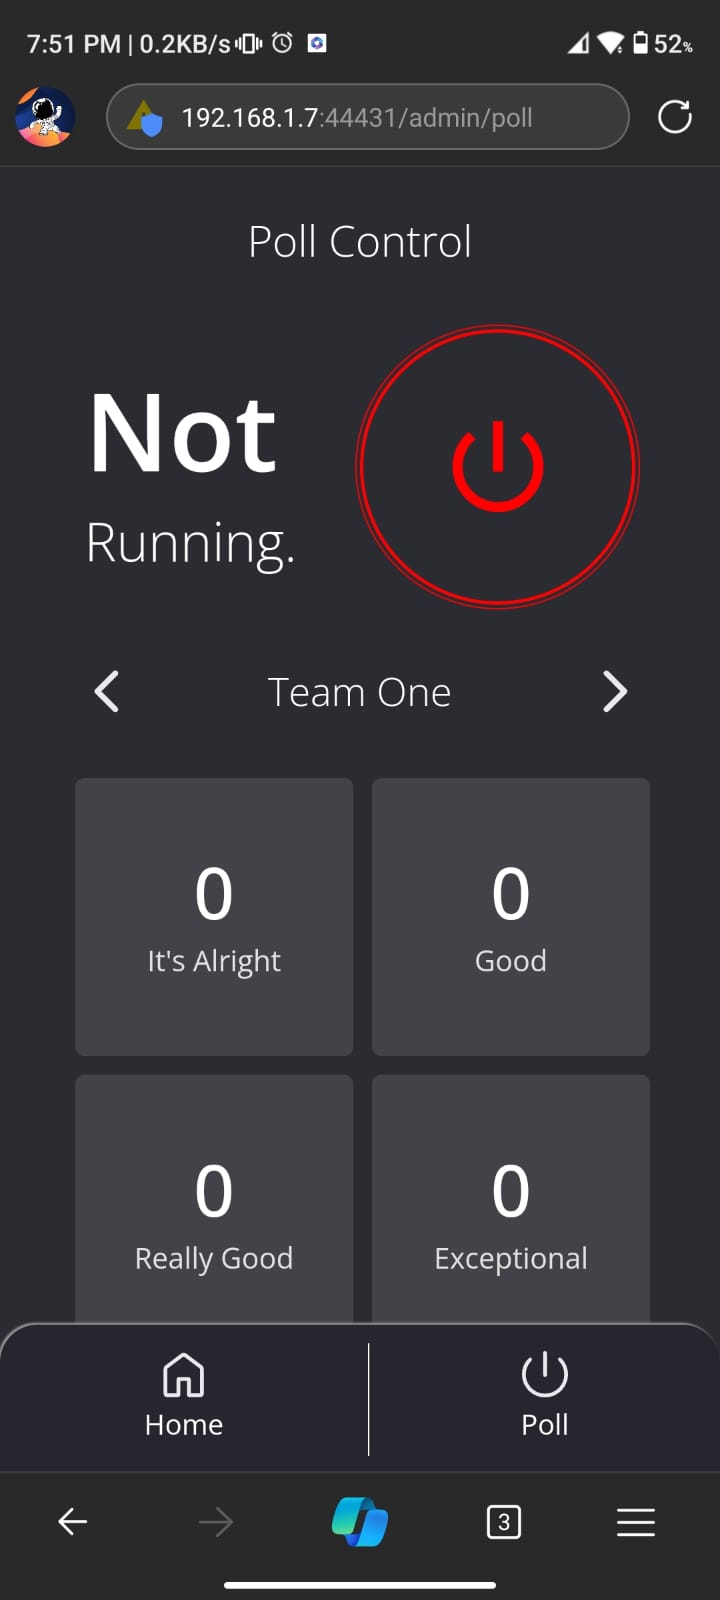 7:51 PM | 0.2KB/s 52%
192.168.1.7:44431/admin/poll
Poll Control
Not
Running.
Team One
0 0
It's Alright Good
0 0
Really Good Exceptional
Home Poll
3